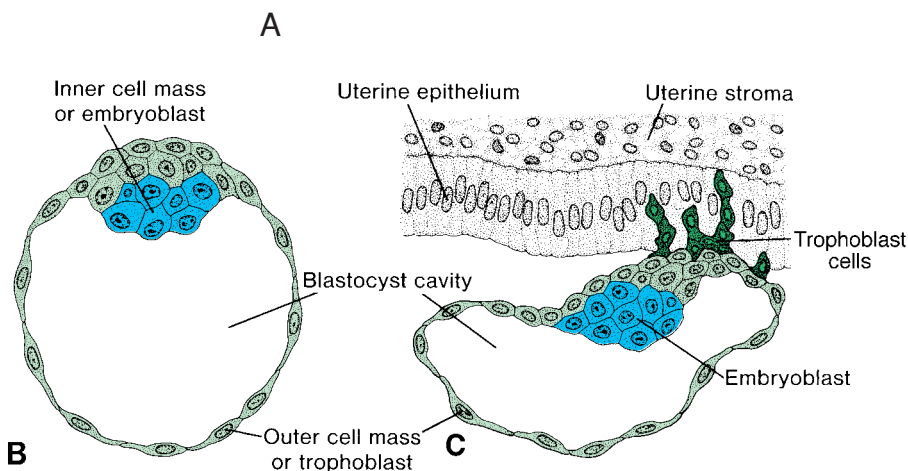 A
Inner cell mass
or embryoblast
Uterine epithelium
Uterine stroma
Trophoblast
cells
Blastocyst cavity
Embryoblast
Outer cell mass
or trophoblast
B
C